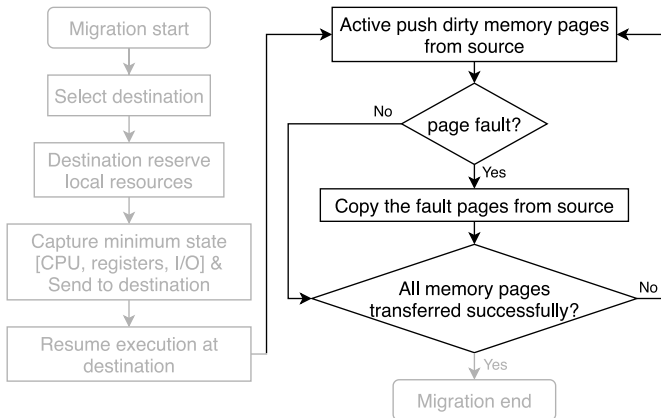 Migration start
Select destination
Destination reserve
local resources
Capture minimum state
[CPU, registers, I/O] &
Send to destination
Resume execution at
destination
Active push dirty memory pages
from source
page fault?
No
Yes
Copy the fault pages from source
All memory pages
transferred successfully?
No
Yes
Migration end